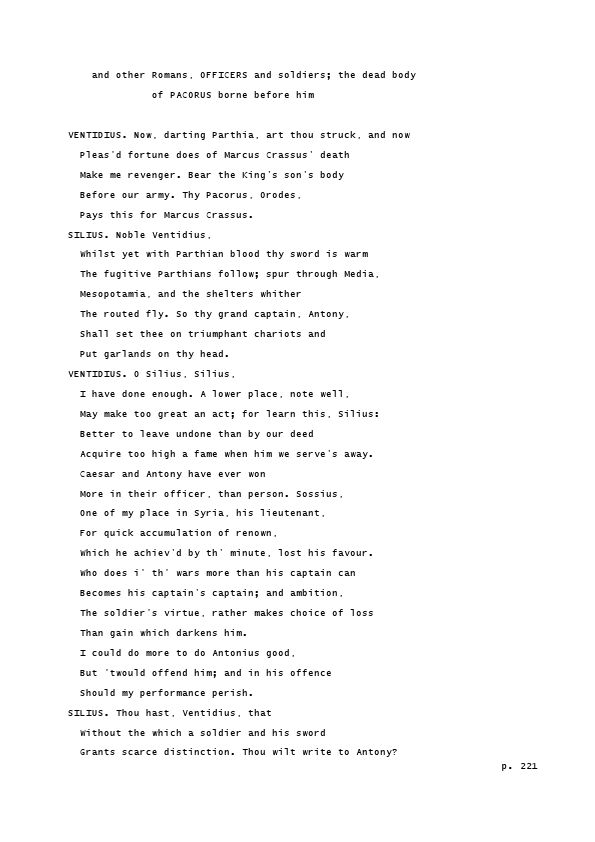 and other Romans, OFFICERS and soldiers; the dead body
of PACORUS borne before him
VENTIDIUS. Now, darting Parthia, art thou struck, and now
Pleas'd fortune does of Marcus Crassus' death
Make me revenger. Bear the King's son's body
Before our army. Thy Pacorus, Orodes,
Pays this for Marcus Crassus.
SILIUS. Noble Ventidius,
Whilst yet with Parthian blood thy sword is warm
The fugitive Parthians follow; spur through Media,
Mesopotamia, and the shelters whither
The routed fly. So thy grand captain, Antony,
Shall set thee on triumphant chariots and
Put garlands on thy head.
VENTIDIUS. O Silius, Silius,
I have done enough. A lower place, note well,
May make too great an act; for learn this, Silius:
Better to leave undone than by our deed
Acquire too high a fame when him we serve's away.
Caesar and Antony have ever won
More in their officer, than person. Sossius,
One of my place in Syria, his lieutenant,
For quick accumulation of renown,
Which he achiev'd by th' minute, lost his favour.
Who does i' th' wars more than his captain can
Becomes his captain's captain; and ambition,
The soldier's virtue, rather makes choice of loss
Than gain which darkens him.
I could do more to do Antonius good,
But 'twould offend him; and in his offence
Should my performance perish.
SILIUS. Thou hast, Ventidius, that
Without the which a soldier and his sword
Grants scarce distinction. Thou wilt write to Antony?
p. 221